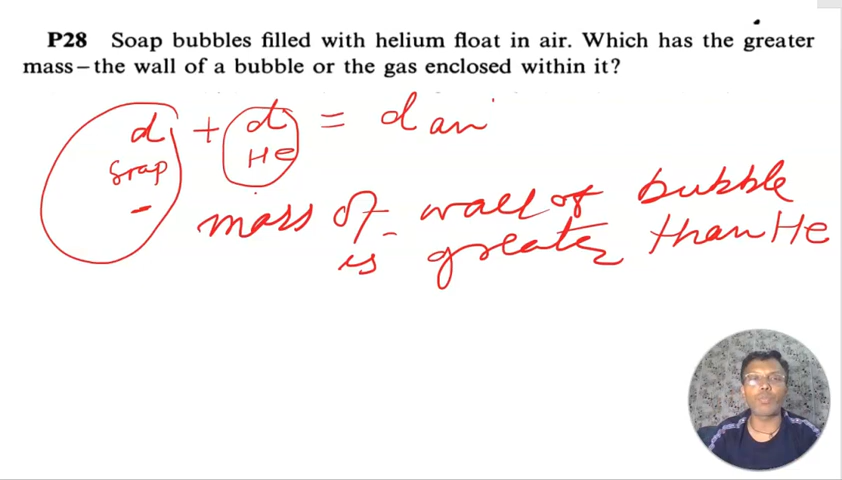 P28 Soap bubbles filled with helium float in air. Which has the greater
mass—the wall of a bubble or the gas enclosed within it?
d + d = d air
Soap He
mass of wall of bubble
is greater than He